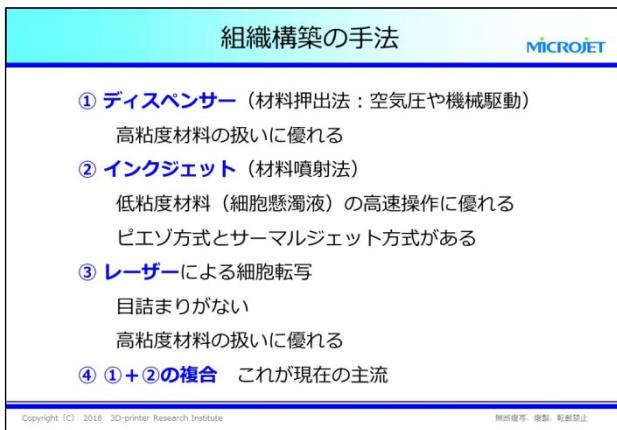 組織構築の手法
MICROJET
① ディスペンサー（材料押出法：空気圧や機械駆動）
高粘度材料の扱いに優れる
② インクジェット（材料噴射法）
低粘度材料（細胞懸濁液）の高速操作に優れる
ピエゾ方式とサーマルジェット方式がある
③ レーザーによる細胞転写
目詰まりがない
高粘度材料の扱いに優れる
④ ①＋②の複合　これが現在の主流
Copyright (C) 2016 3D-printer Research Institute
無断複写、複製、転載禁止